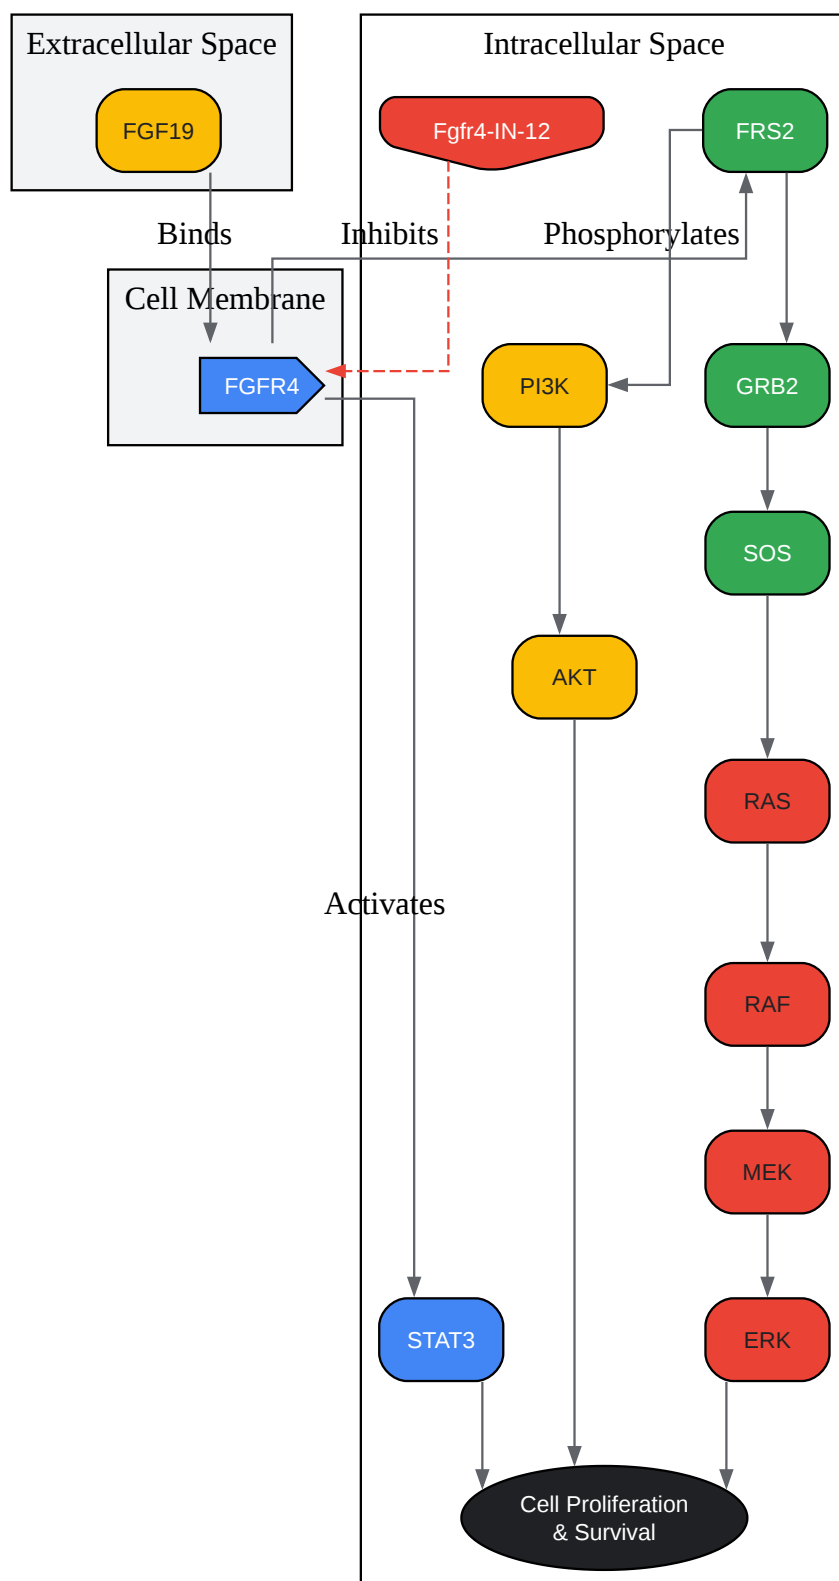 Extracellular Space
Intracellular Space
FGF19
Fgfr4-IN-12
FRS2
Binds
Inhibits
Phosphorylates
Cell Membrane
FGFR4
PI3K
GRB2
SOS
AKT
RAS
Activates
RAF
MEK
STAT3
ERK
Cell Proliferation
& Survival